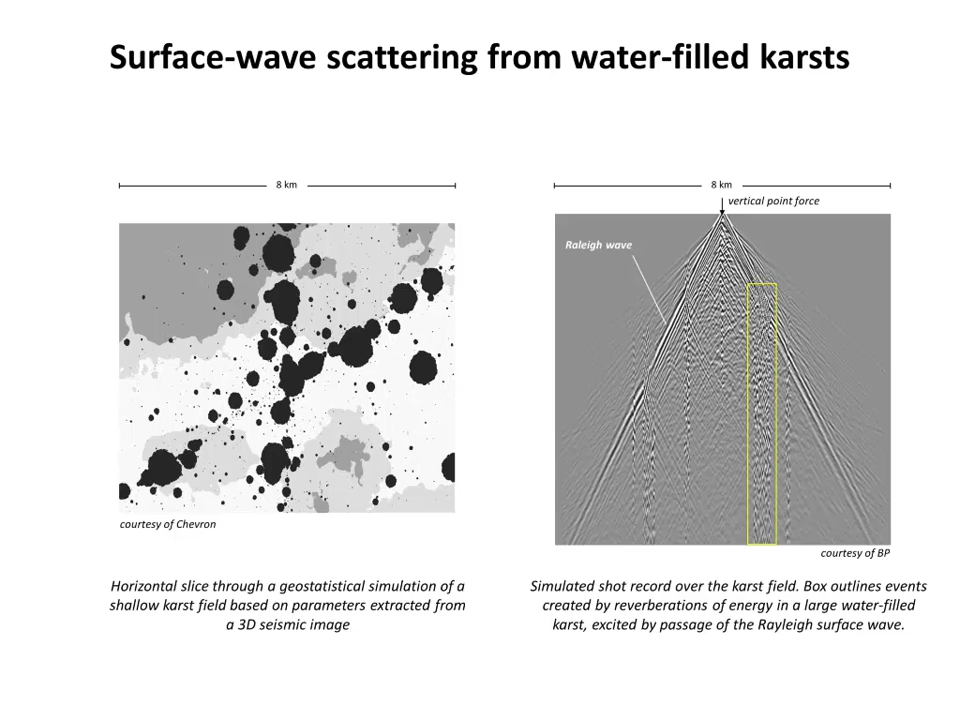 Surface-wave scattering from water-filled karsts
8 km
8 km
vertical point force
Raleigh wave
courtesy of Chevron
courtesy of BP
Horizontal slice through a geostatistical simulation of a
shallow karst field based on parameters extracted from
a 3D seismic image
Simulated shot record over the karst field. Box outlines events
created by reverberations of energy in a large water-filled
karst, excited by passage of the Rayleigh surface wave.